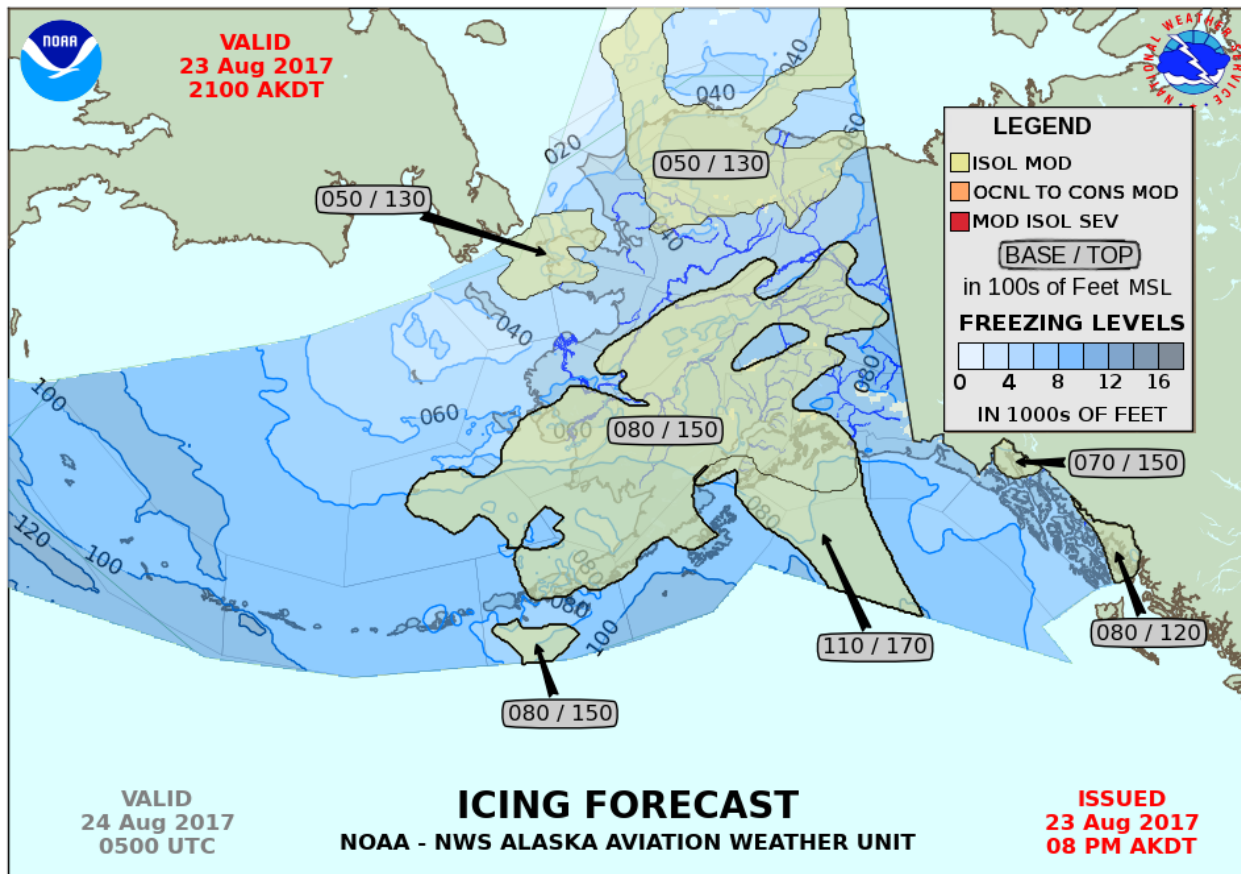 NOAA
VALID
23 Aug 2017
2100 AKDT
NATIONAL WEATHER SERVICE
040
040
060
020
050 / 130
050 / 130
040
040
LEGEND
ISOL MOD
OCNL TO CONS MOD
MOD ISOL SEV
BASE / TOP
in 100s of Feet MSL
FREEZING LEVELS
0 4 8 12 16
IN 1000s OF FEET
080
100
060
060
080 / 150
070 / 150
120
100
080
080
080
100
110 / 170
080 / 120
080 / 150
VALID
24 Aug 2017
0500 UTC
ICING FORECAST
NOAA - NWS ALASKA AVIATION WEATHER UNIT
ISSUED
23 Aug 2017
08 PM AKDT